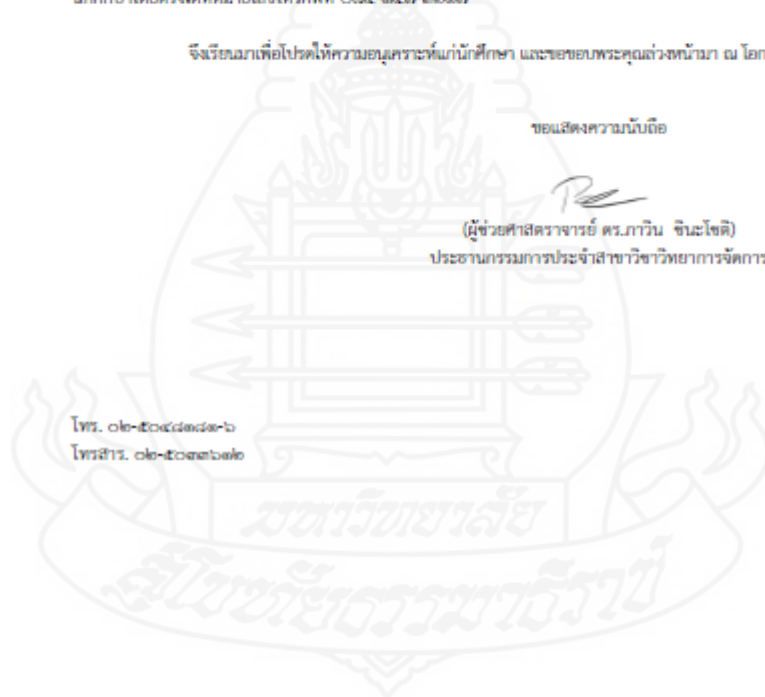 จึงเรียนมาเพื่อโปรดให้ความอนุเคราะห์แก่นักศึกษา และขอขอบพระคุณล่วงหน้ามา ณ โอก
ขอแสดงความนับถือ
(ผู้ช่วยศาสตราจารย์ ดร.ภาวิน ชินะโชติ)
ประธานกรรมการประจำสาขาวิชาวิทยาการจัดการ
โทร. ๐๒-๕๐๔๘๑๘๑-๖
โทรสาร. ๐๒-๕๐๓๓๖๑๒
มหาวิทยาลัย
สุโขทัยธรรมาธิราช